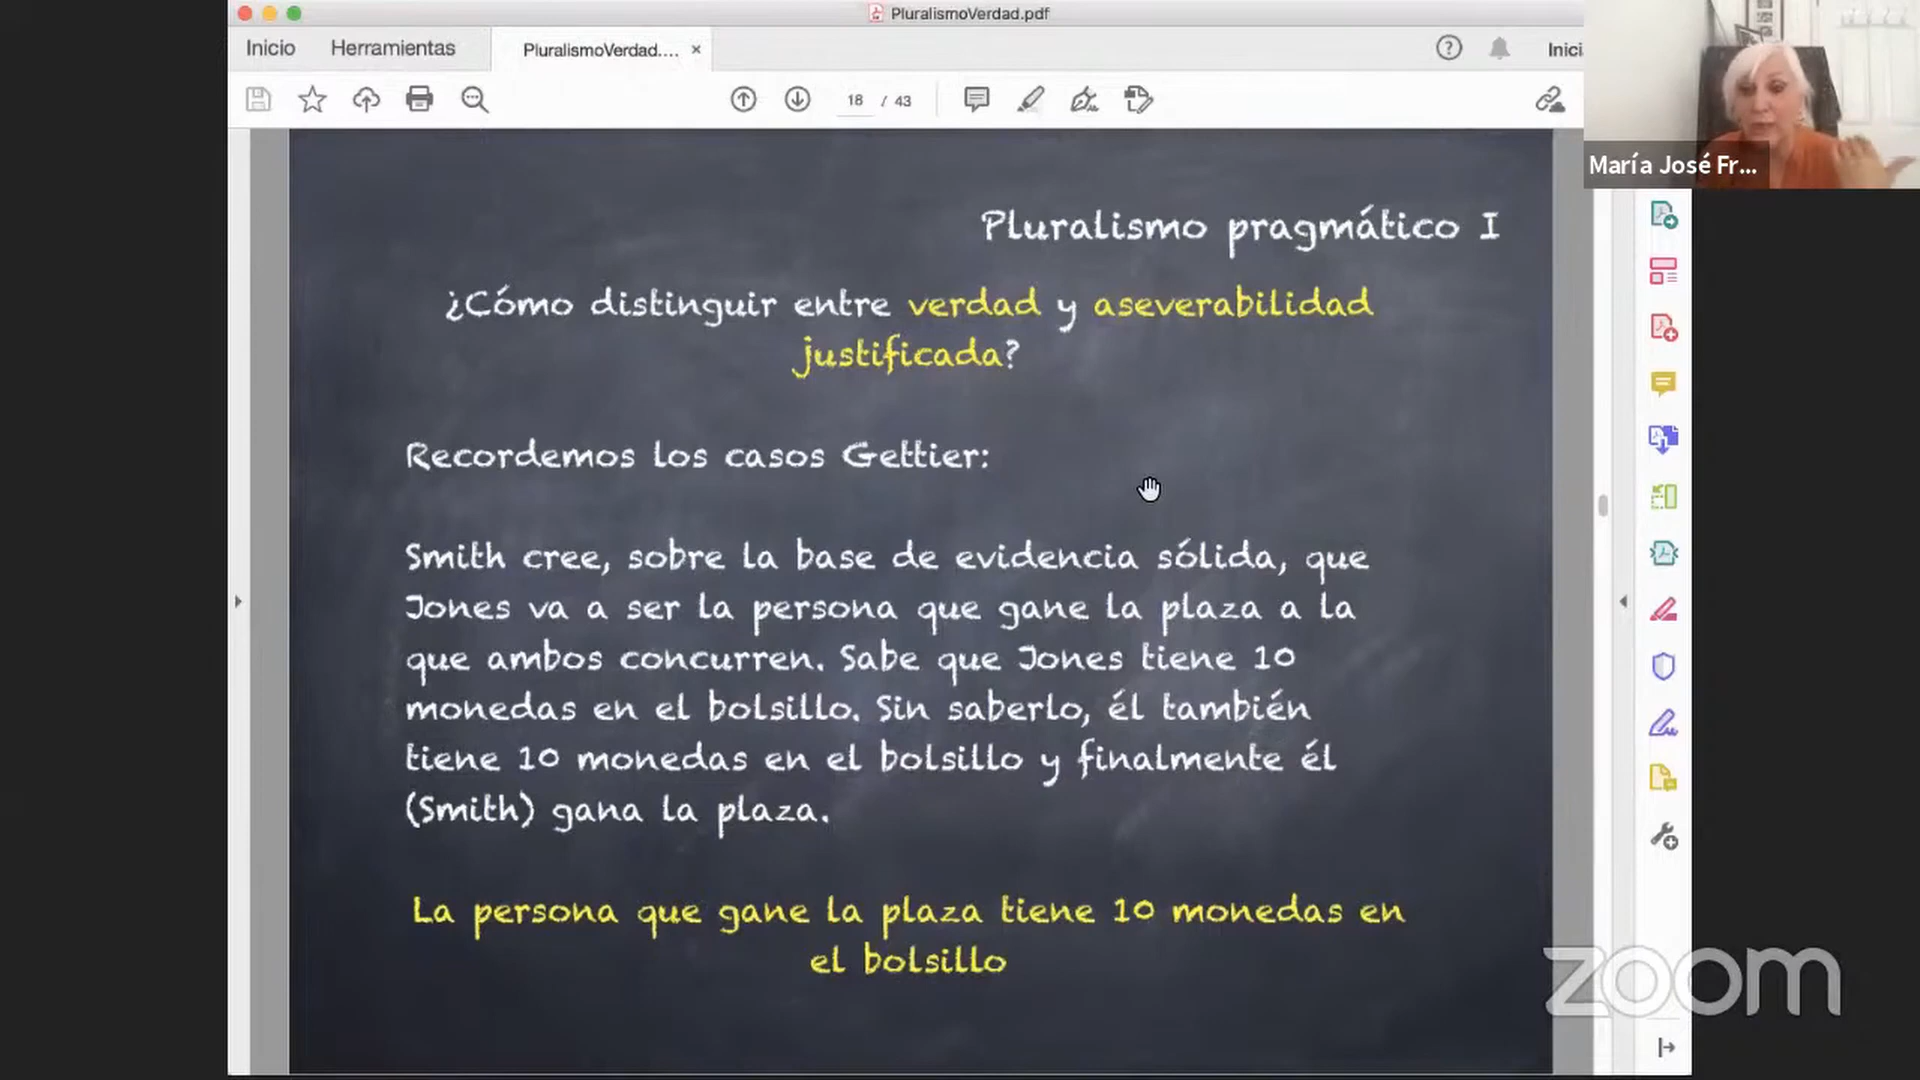 PluralismoVerdad.pdf
Inicio Herramientas PluralismoVerdad.... × Inici
18 / 43
María José Fr...
Pluralismo pragmático I
¿Cómo distinguir entre verdad y aseverabilidad
justificada?
Recordemos los casos Gettier:
Smith cree, sobre la base de evidencia sólida, que
Jones va a ser la persona que gane la plaza a la
que ambos concurren. Sabe que Jones tiene 10
monedas en el bolsillo. Sin saberlo, él también
tiene 10 monedas en el bolsillo y finalmente él
(Smith) gana la plaza.
La persona que gane la plaza tiene 10 monedas en
el bolsillo
zoom